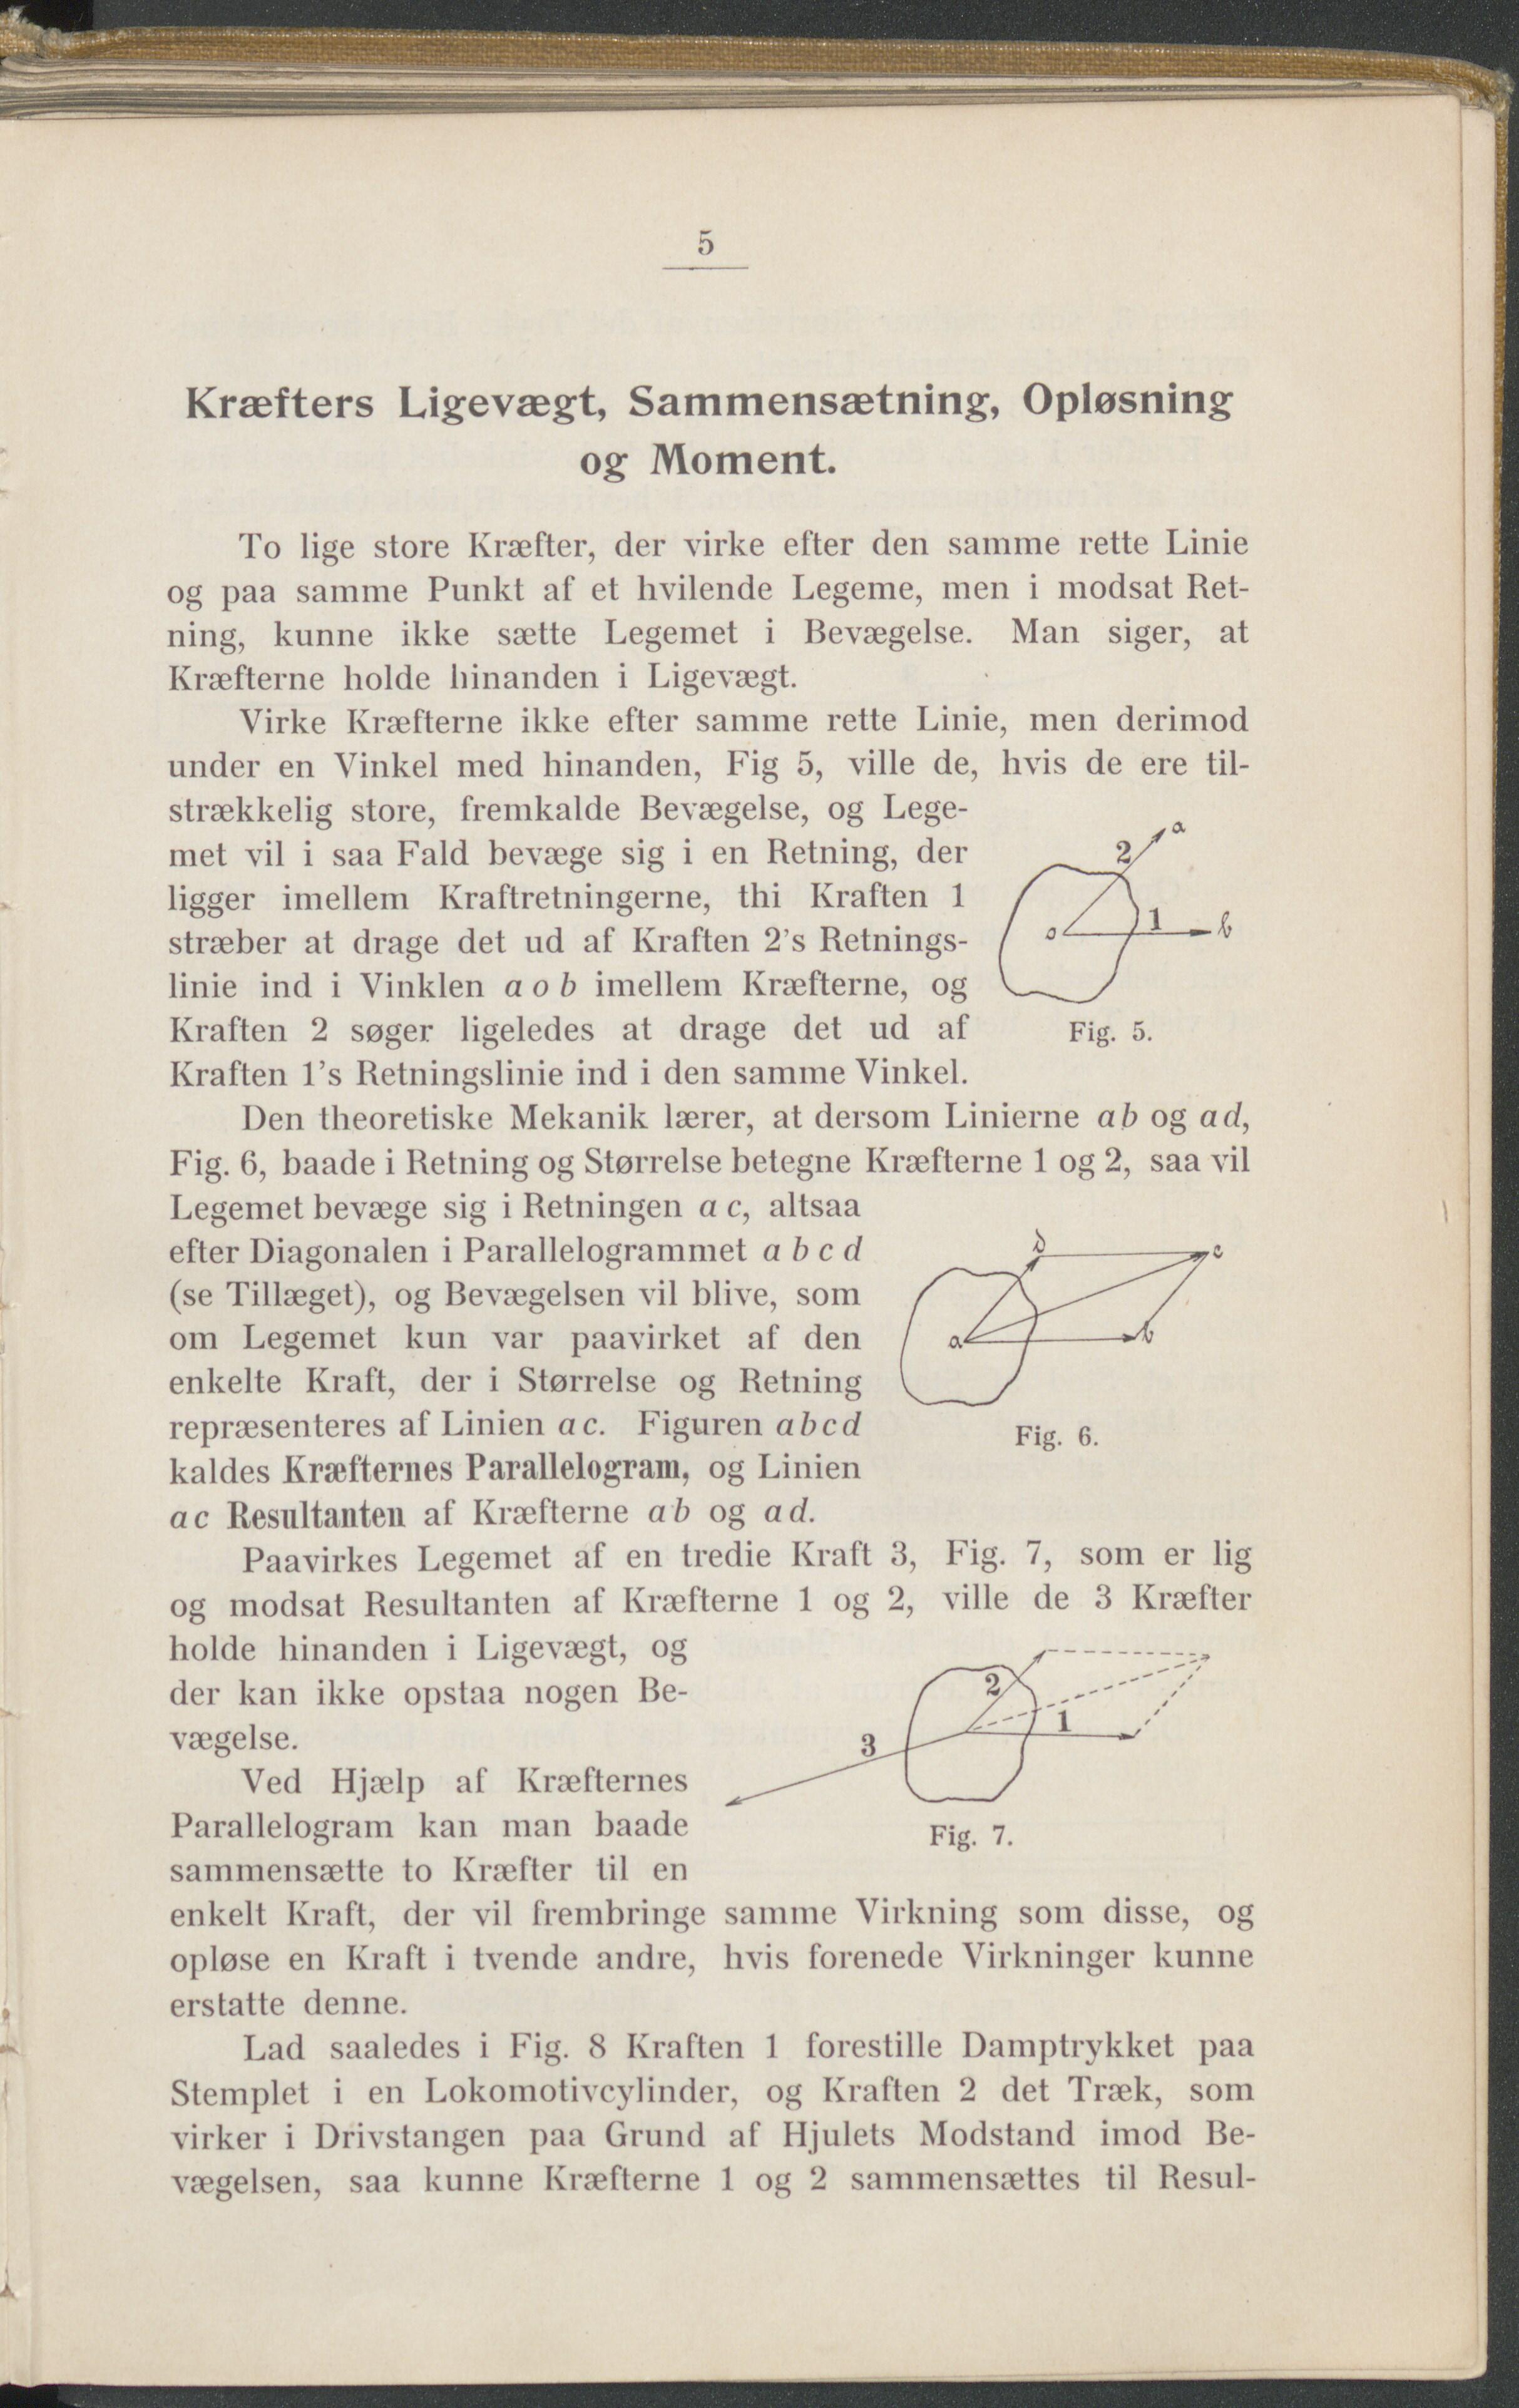 5
Kræfters Ligevægt, Sammensætning, Opløsning
og Moment.
To lige store Kræfter, der virke efter den samme rette Linie
og paa samme Punkt af et hvilende Legeme, men i modsat Ret-
ning, kunne ikke sætte Legemet i Bevægelse. Man siger, at
Kræfterne holde hinanden i Ligevægt.
Virke Kræfterne ikke efter samme rette Linie, men derimod
under en Vinkel med hinanden, Fig 5, ville de, hvis de ere til-
strækkelig store, fremkalde Bevægelse, og Lege-
met vil i saa Fald bevæge sig i en Retning, der
ligger imellem Kraftretningerne, thi Kraften 1
stræber at drage det ud af Kraften 2's Retnings-
linie ind i Vinklen a o b imellem Kræfterne, og
Kraften 2 søger ligeledes at drage det ud af
Kraften 1's Retningslinie ind i den samme Vinkel.
a
2
o
1
b
Fig. 5.
Den theoretiske Mekanik lærer, at dersom Linierne ab og ad,
Fig. 6, baade i Retning og Størrelse betegne Kræfterne 1 og 2, saa vil
Legemet bevæge sig i Retningen a c, altsaa
efter Diagonalen i Parallelogrammet a b c d
(se Tillæget), og Bevægelsen vil blive, som
om Legemet kun var paavirket af den
enkelte Kraft, der i Størrelse og Retning
repræsenteres af Linien ac. Figuren abcd
kaldes Kræfternes Parallelogram, og Linien
ac Resultanten af Kræfterne ab og ad.
d
c
a
b
Fig. 6.
Paavirkes Legemet af en tredie Kraft 3, Fig. 7, som er lig
og modsat Resultanten af Kræfterne 1 og 2, ville de 3 Kræfter
holde hinanden i Ligevægt, og
der kan ikke opstaa nogen Be-
vægelse.
Ved Hjælp af Kræfternes
Parallelogram kan man baade
sammensætte to Kræfter til en
2
1
3
Fig. 7.
enkelt Kraft, der vil frembringe samme Virkning som disse, og
opløse en Kraft i tvende andre, hvis forenede Virkninger kunne
erstatte denne.
Lad saaledes i Fig. 8 Kraften 1 forestille Damptrykket paa
Stemplet i en Lokomotivcylinder, og Kraften 2 det Træk, som
virker i Drivstangen paa Grund af Hjulets Modstand imod Be-
vægelsen, saa kunne Kræfterne 1 og 2 sammensættes til Resul-